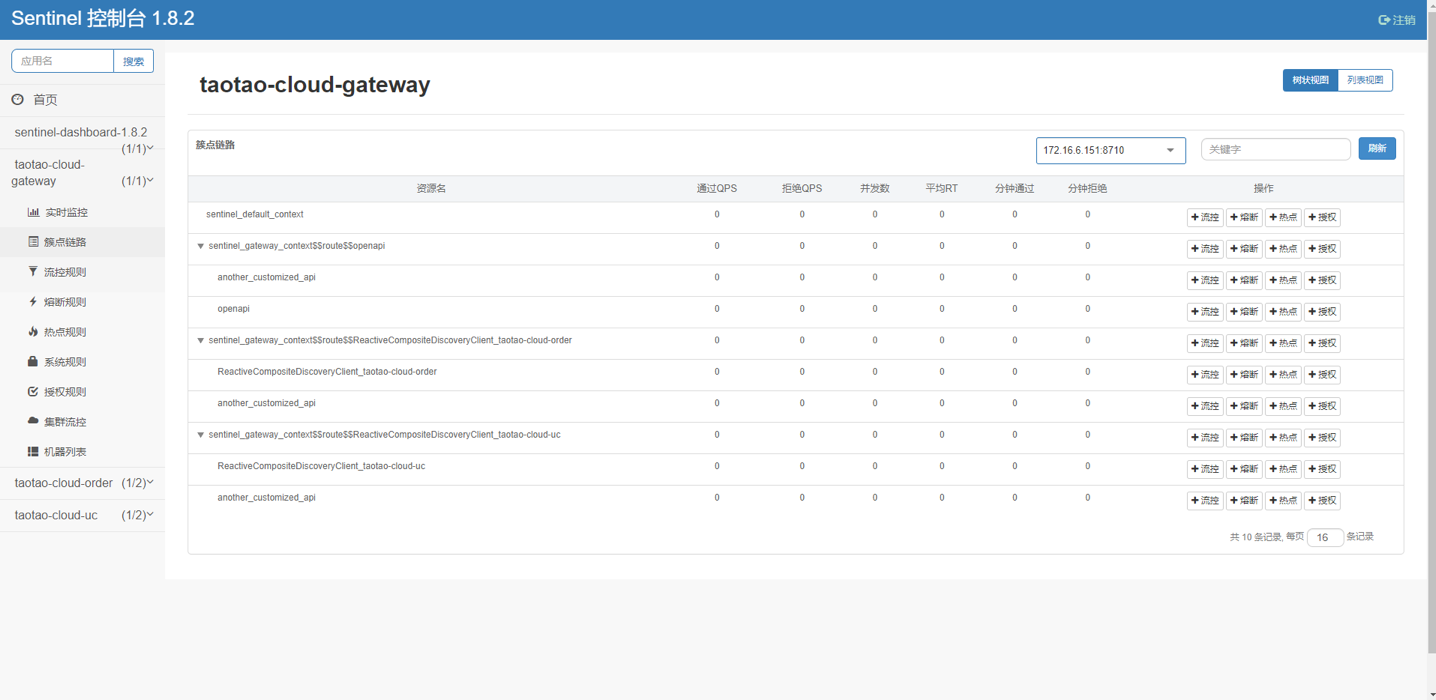 Sentinel 控制台 1.8.2
注销
应用名 搜索
首页
sentinel-dashboard-1.8.2
(1/1)
taotao-cloud-
gateway (1/1)
实时监控
簇点链路
流控规则
熔断规则
热点规则
系统规则
授权规则
集群流控
机器列表
taotao-cloud-order (1/2)
taotao-cloud-uc (1/2)
taotao-cloud-gateway 树状视图 列表视图
簇点链路 172.16.6.151:8710 关键字 刷新
资源名 通过QPS 拒绝QPS 并发数 平均RT 分钟通过 分钟拒绝 操作
sentinel_default_context 0 0 0 0 0 0 流控 熔断 热点 授权
sentinel_gateway_context$$route$$openapi 0 0 0 0 0 0 流控 熔断 热点 授权
another_customized_api 0 0 0 0 0 0 流控 熔断 热点 授权
openapi 0 0 0 0 0 0 流控 熔断 热点 授权
sentinel_gateway_context$$route$$ReactiveCompositeDiscoveryClient_taotao-cloud-order 0 0 0 0 0 0 流控 熔断 热点 授权
ReactiveCompositeDiscoveryClient_taotao-cloud-order 0 0 0 0 0 0 流控 熔断 热点 授权
another_customized_api 0 0 0 0 0 0 流控 熔断 热点 授权
sentinel_gateway_context$$route$$ReactiveCompositeDiscoveryClient_taotao-cloud-uc 0 0 0 0 0 0 流控 熔断 热点 授权
ReactiveCompositeDiscoveryClient_taotao-cloud-uc 0 0 0 0 0 0 流控 熔断 热点 授权
another_customized_api 0 0 0 0 0 0 流控 熔断 热点 授权
共 10 条记录, 每页 16 条记录